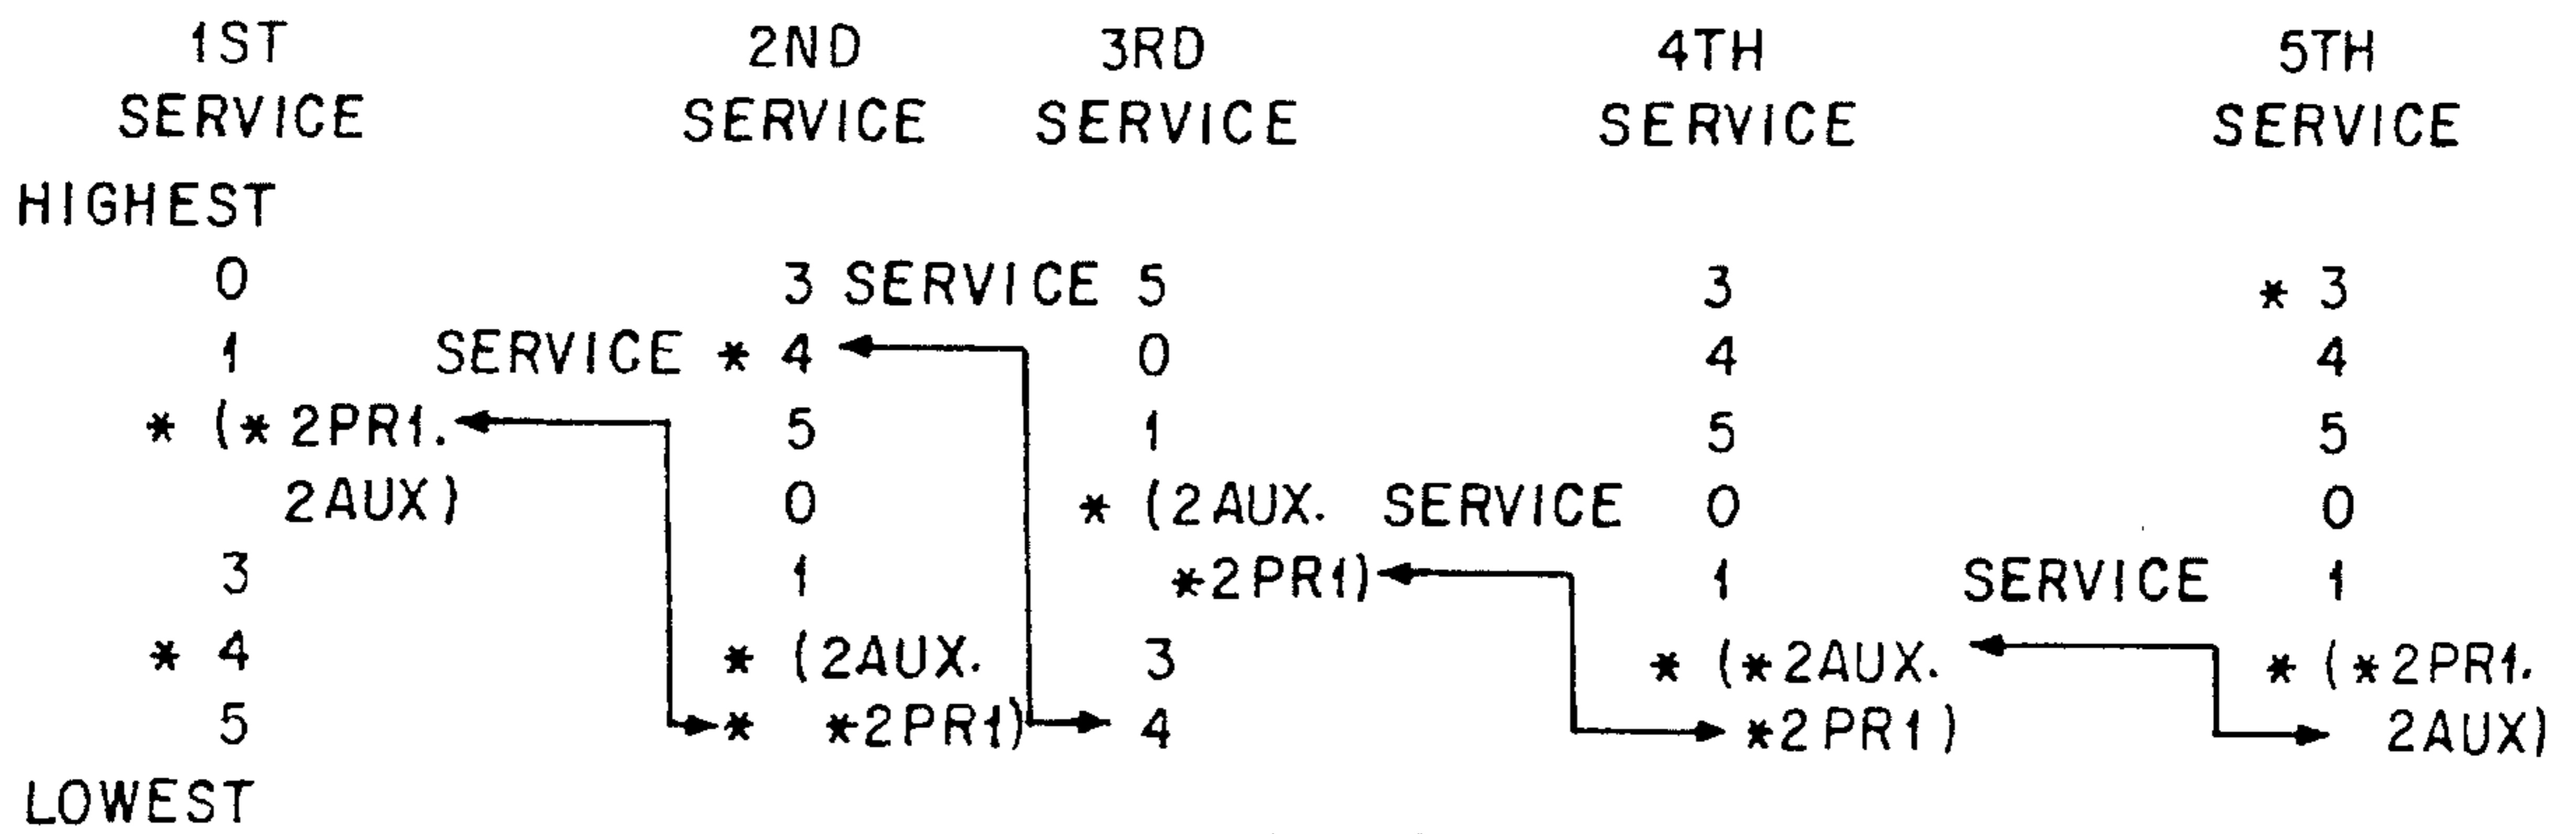 1ST 2ND 3RD 4TH 5TH
SERVICE SERVICE SERVICE SERVICE SERVICE
HIGHEST
0 3 SERVICE 5 3 * 3
1 SERVICE * 4 0 4 4
* (* 2PR1. 5 1 5 5
2AUX) 0 * (2AUX. SERVICE 0 0
3 1 *2PR1) 1 SERVICE 1
* 4 * (2AUX. 3 * (*2AUX. * (*2PR1.
5 * *2PR1) 4 *2PR1) 2AUX)
LOWEST